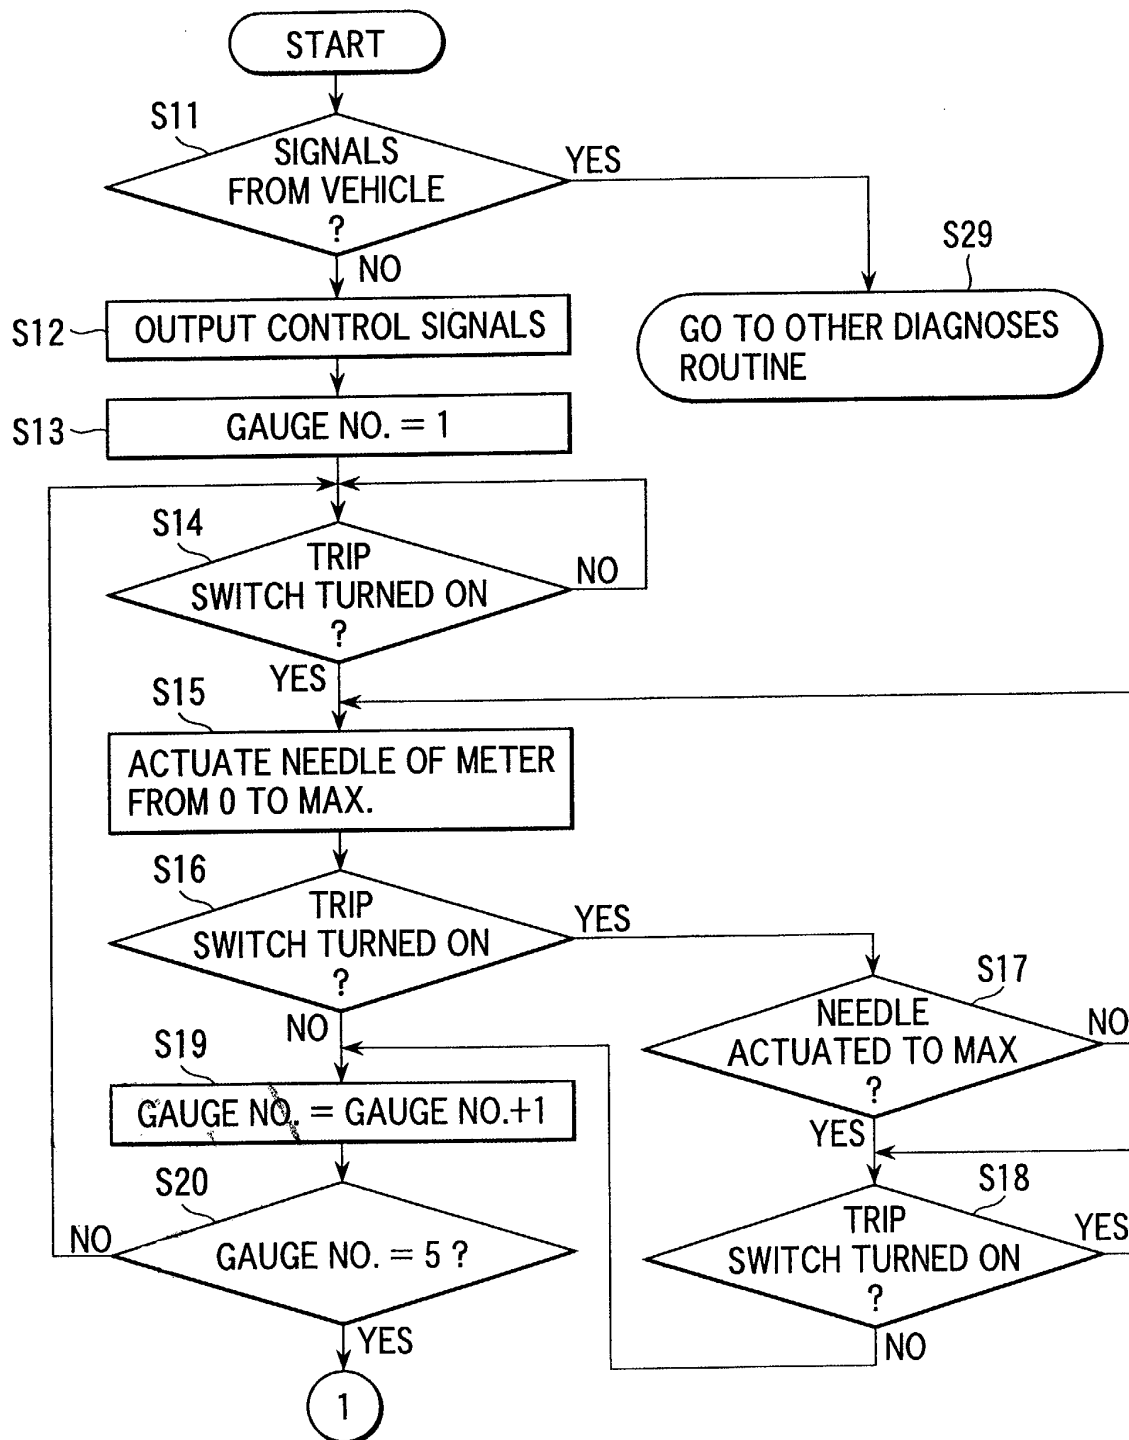 START
S11
SIGNALS
FROM VEHICLE
?
YES
NO
S29
GO TO OTHER DIAGNOSES
ROUTINE
S12
OUTPUT CONTROL SIGNALS
S13
GAUGE NO. = 1
S14
TRIP
SWITCH TURNED ON
?
NO
YES
S15
ACTUATE NEEDLE OF METER
FROM 0 TO MAX.
S16
TRIP
SWITCH TURNED ON
?
YES
NO
S17
NEEDLE
ACTUATED TO MAX
?
NO
YES
S19
GAUGE NO. = GAUGE NO.+1
S18
TRIP
SWITCH TURNED ON
?
YES
NO
S20
GAUGE NO. = 5 ?
NO
YES
1